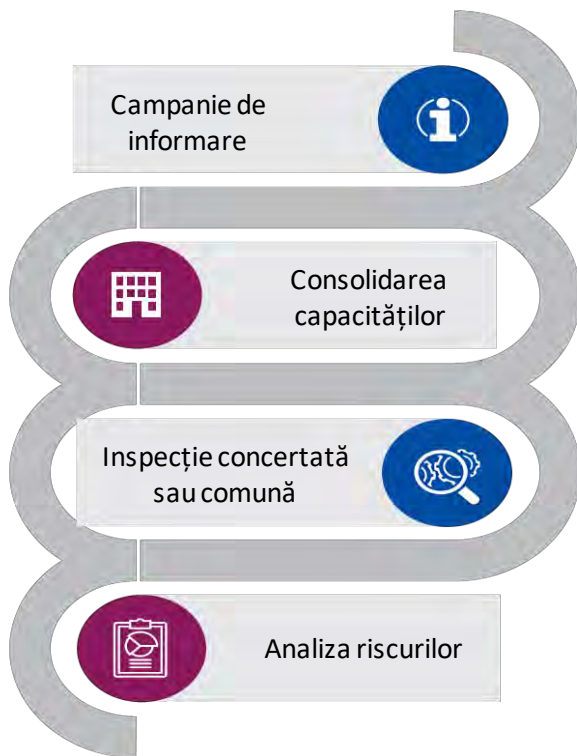 Campanie de
informare
Consolidarea
capacităților
Inspecție concertată
sau comună
Analiza riscurilor